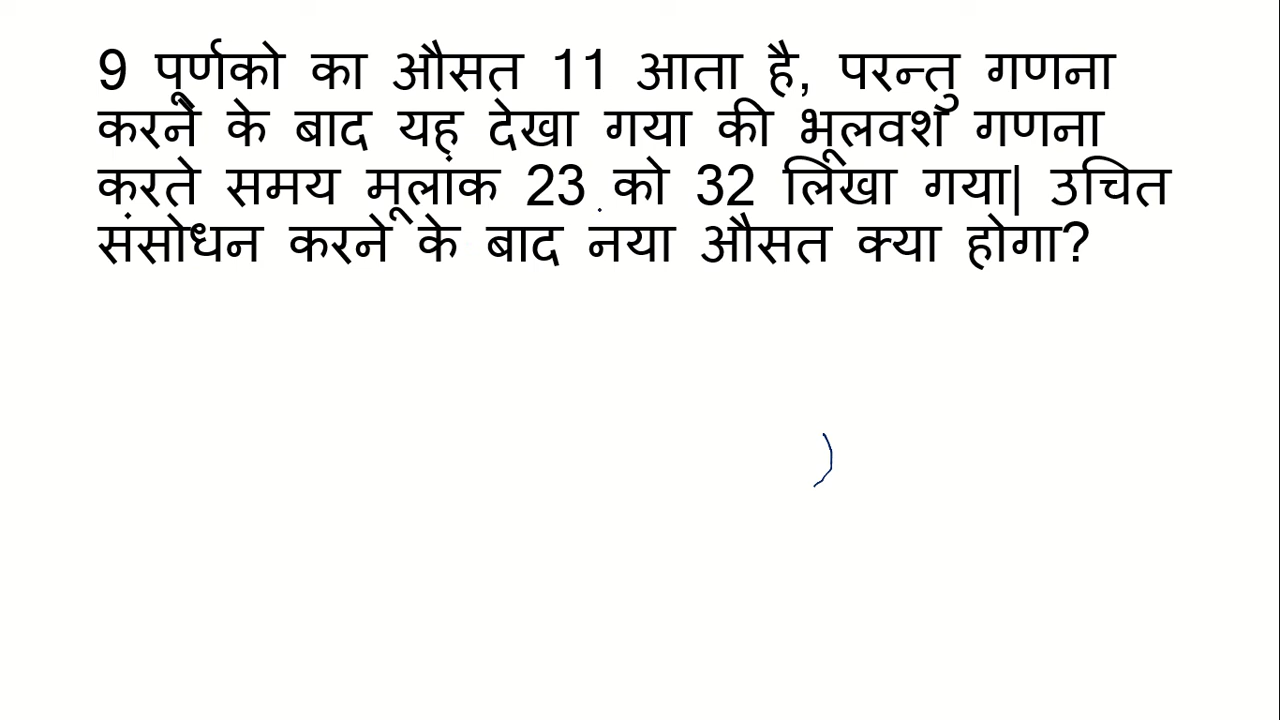 9 पूर्णको का औसत 11 आता है, परन्तु गणना
करने के बाद यह देखा गया की भूलवश गणना
करते समय मूलांक 23 को 32 लिखा गया| उचित
संसोधन करने के बाद नया औसत क्या होगा?